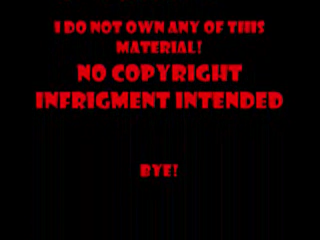 I DO NOT OWN ANY OF THIS
MATERIAL!
NO COPYRIGHT
INFRIGMENT INTENDED
BYE!